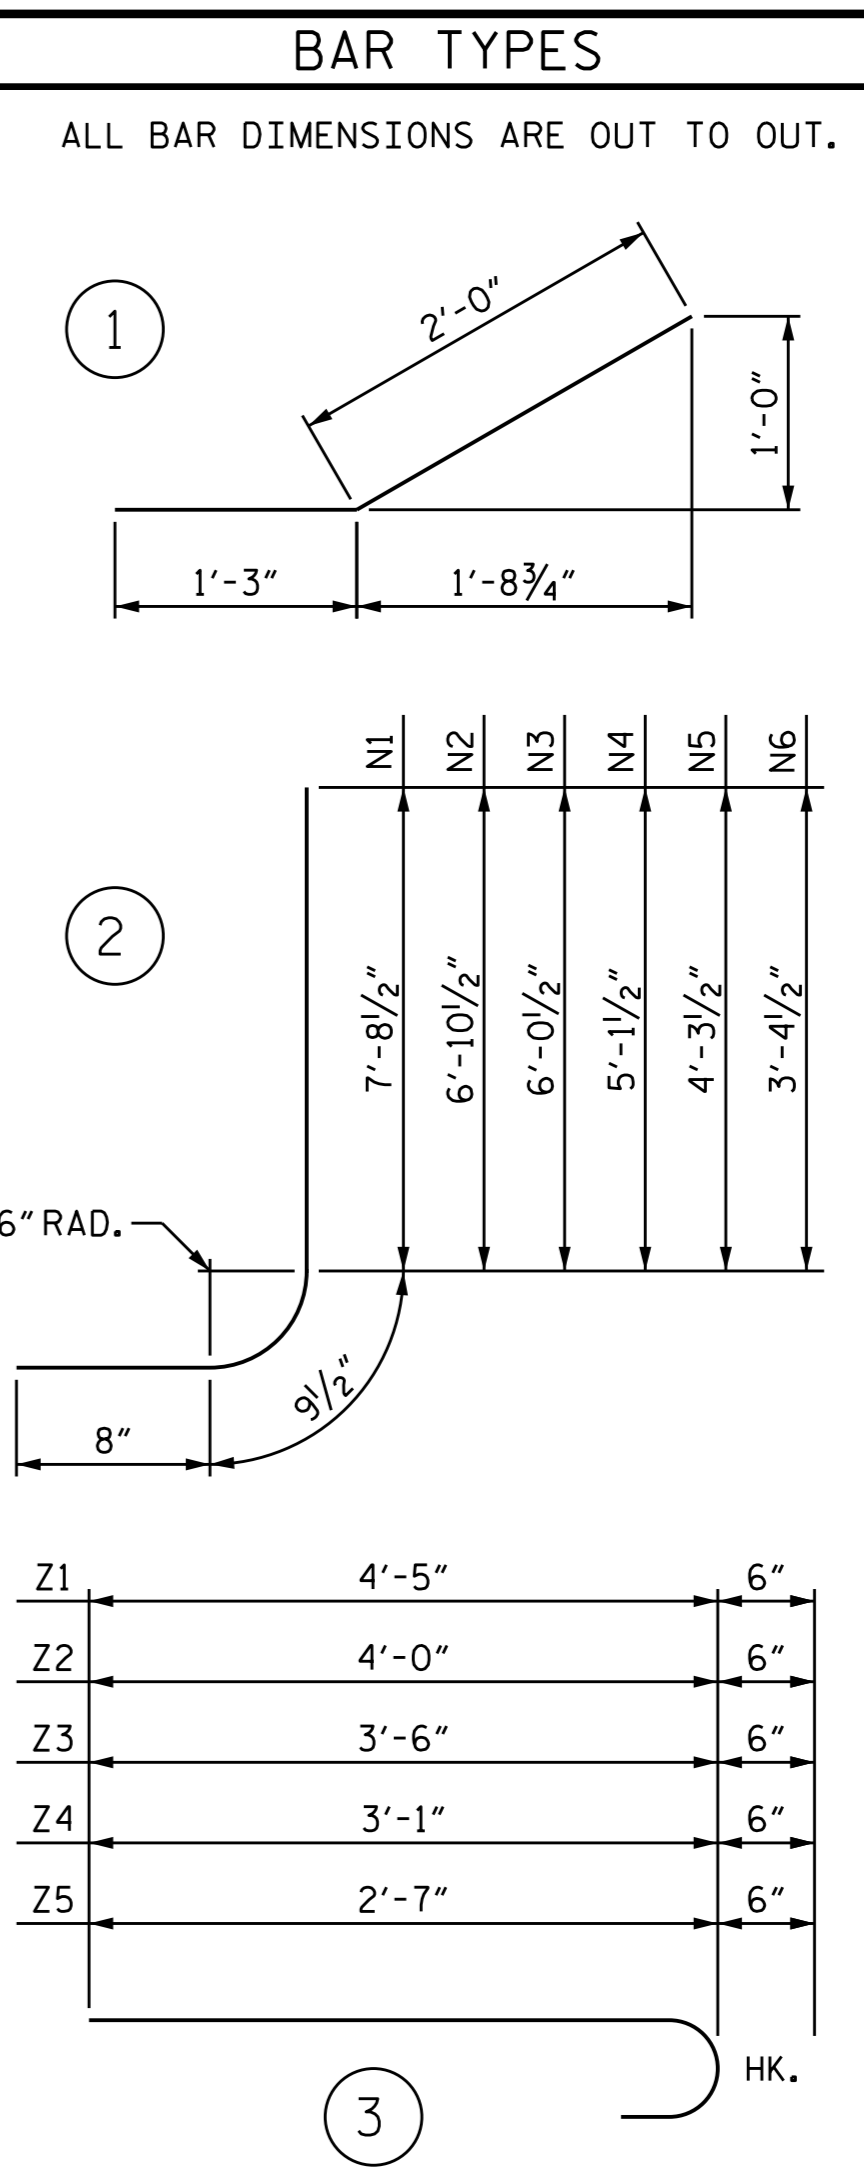 BAR TYPES
ALL BAR DIMENSIONS ARE OUT TO OUT.
1
2'-0"
1'-0"
1'-3"
1'-8¾"
N1
N2
N3
N4
N5
N6
2
7'-8½"
6'-10½"
6'-0½"
5'-1½"
4'-3½"
3'-4½"
6" RAD.
9½"
8"
Z1 4'-5" 6"
Z2 4'-0" 6"
Z3 3'-6" 6"
Z4 3'-1" 6"
Z5 2'-7" 6"
HK.
3